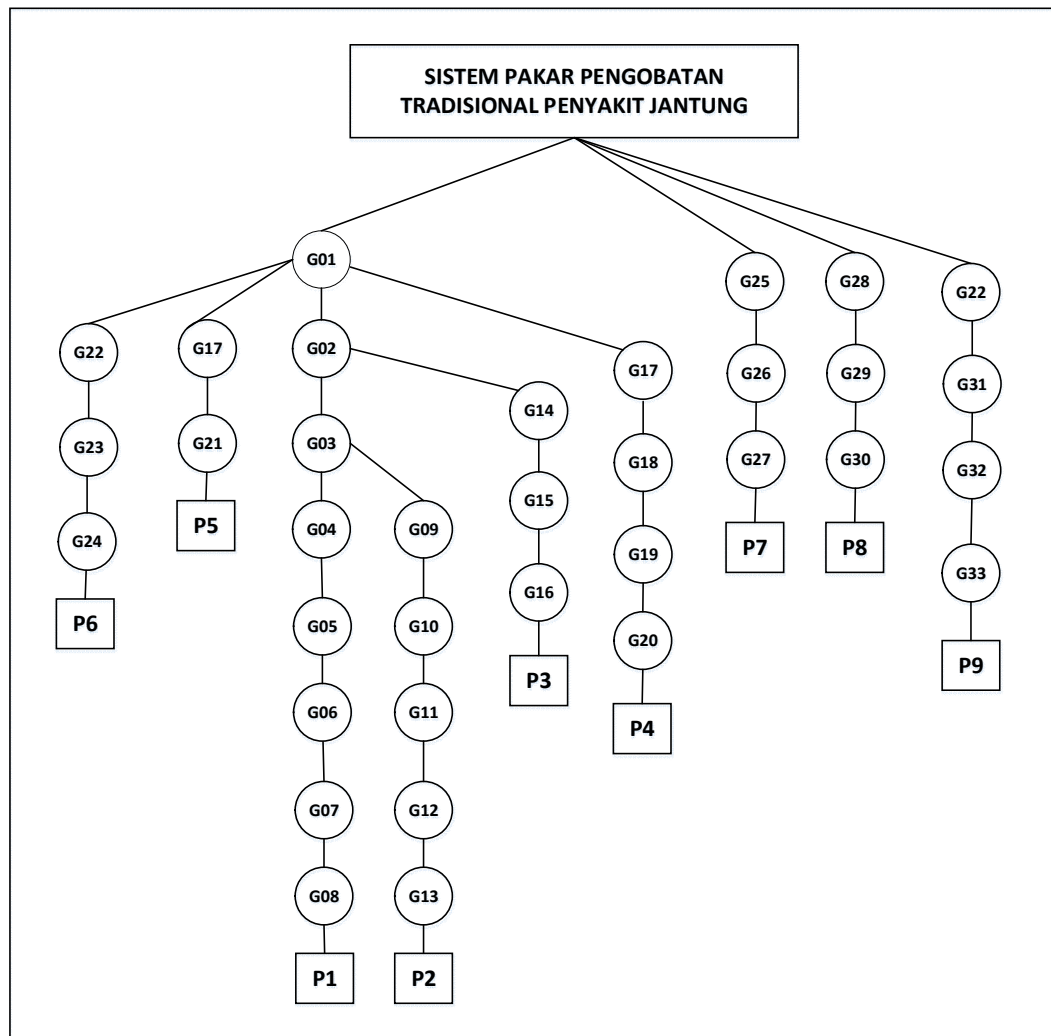 SISTEM PAKAR PENGOBATAN
TRADISIONAL PENYAKIT JANTUNG
G01
G25
G28
G22
G22
G17
G02
G17
G26
G29
G31
G14
G23
G21
G03
G18
G27
G30
G32
G15
G24
P5
G04
G09
G19
P7
P8
G33
G16
P6
G05
G10
G20
P9
P3
G06
G11
P4
G07
G12
G08
G13
P1
P2